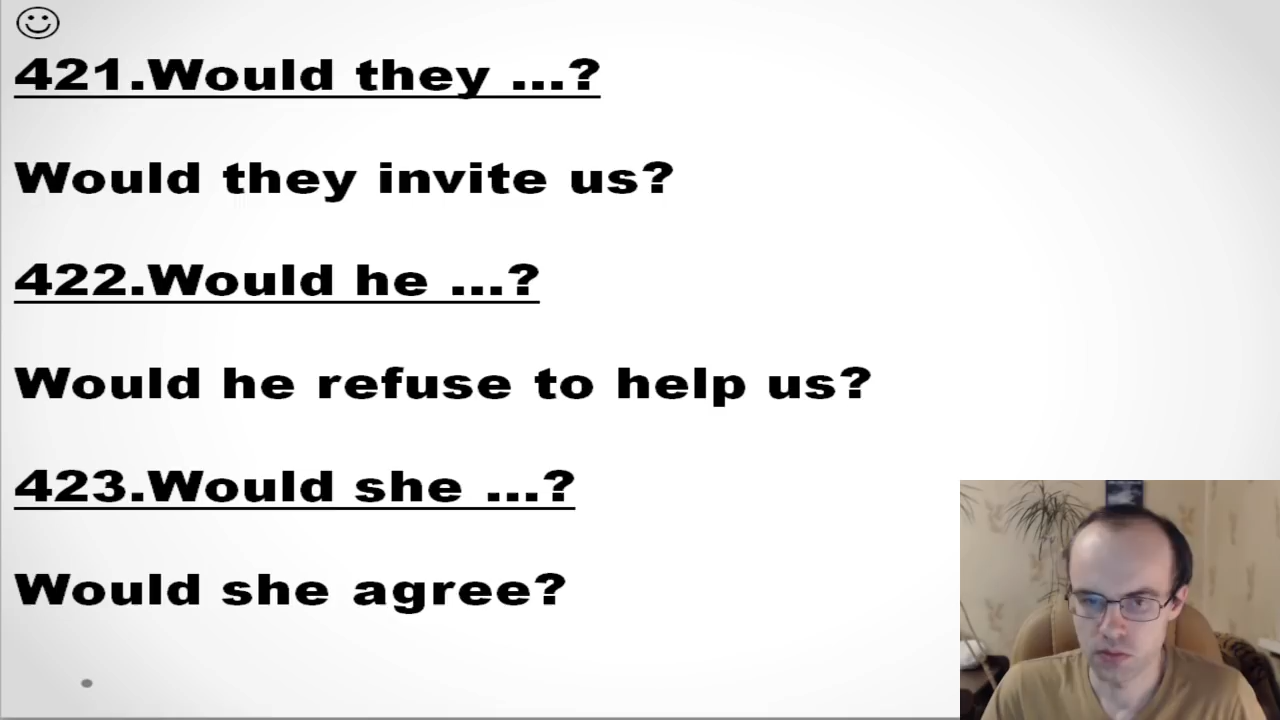 421.Would they ...?
Would they invite us?
422.Would he ...?
Would he refuse to help us?
423.Would she ...?
Would she agree?